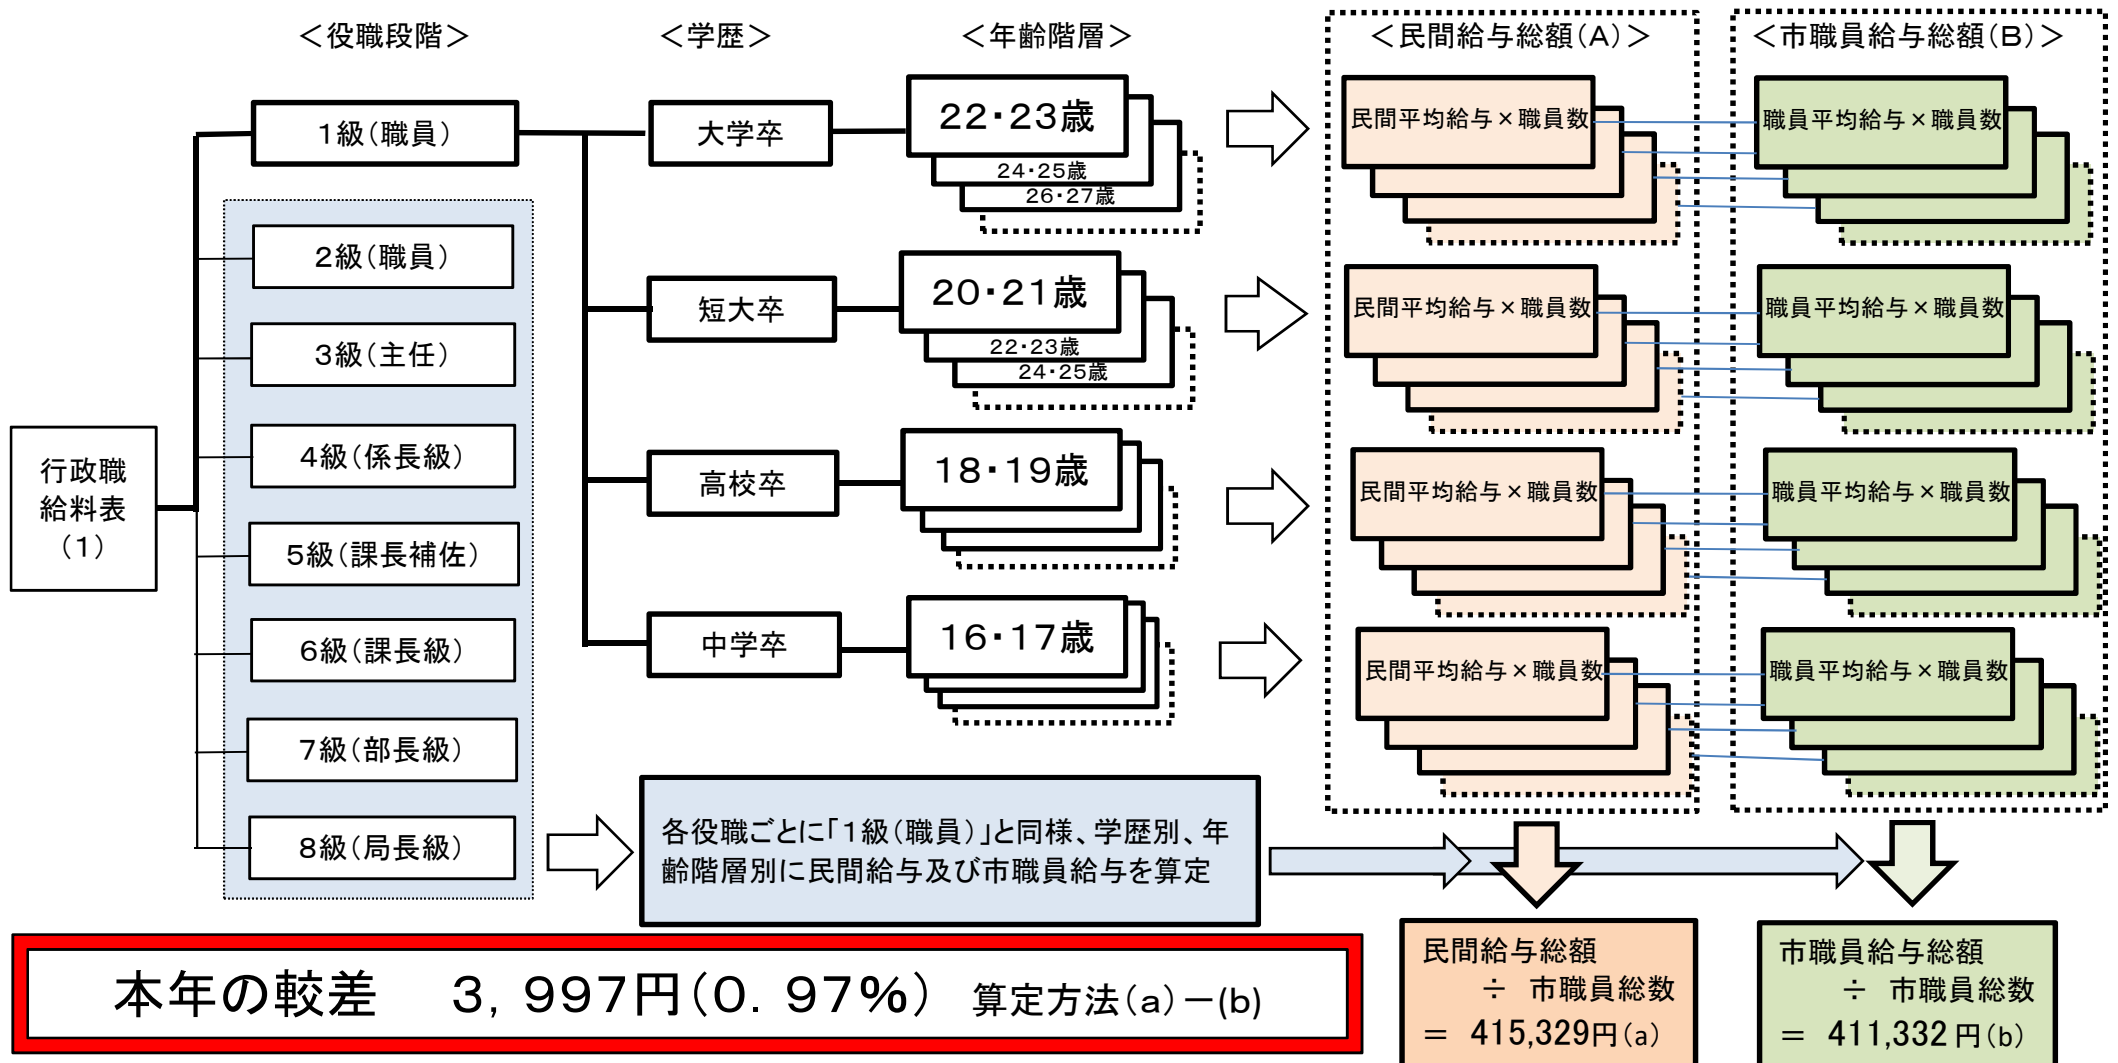 ＜役職段階＞
＜学歴＞
＜年齢階層＞
＜民間給与総額（A）＞
＜市職員給与総額（B）＞
行政職
給料表
（1）
1級（職員）
2級（職員）
3級（主任）
4級（係長級）
5級（課長補佐）
6級（課長級）
7級（部長級）
8級（局長級）
大学卒
22・23歳
24・25歳
26・27歳
民間平均給与×職員数
職員平均給与×職員数
短大卒
20・21歳
22・23歳
24・25歳
民間平均給与×職員数
職員平均給与×職員数
高校卒
18・19歳
民間平均給与×職員数
職員平均給与×職員数
中学卒
16・17歳
民間平均給与×職員数
職員平均給与×職員数
各役職ごとに「1級（職員）」と同様、学歴別、年
齢階層別に民間給与及び市職員給与を算定
本年の較差　3，997円（0．97％）　算定方法（a）－(b)
民間給与総額
÷　市職員総数
＝　415,329円（a）
市職員給与総額
÷　市職員総数
＝　411,332円（b）